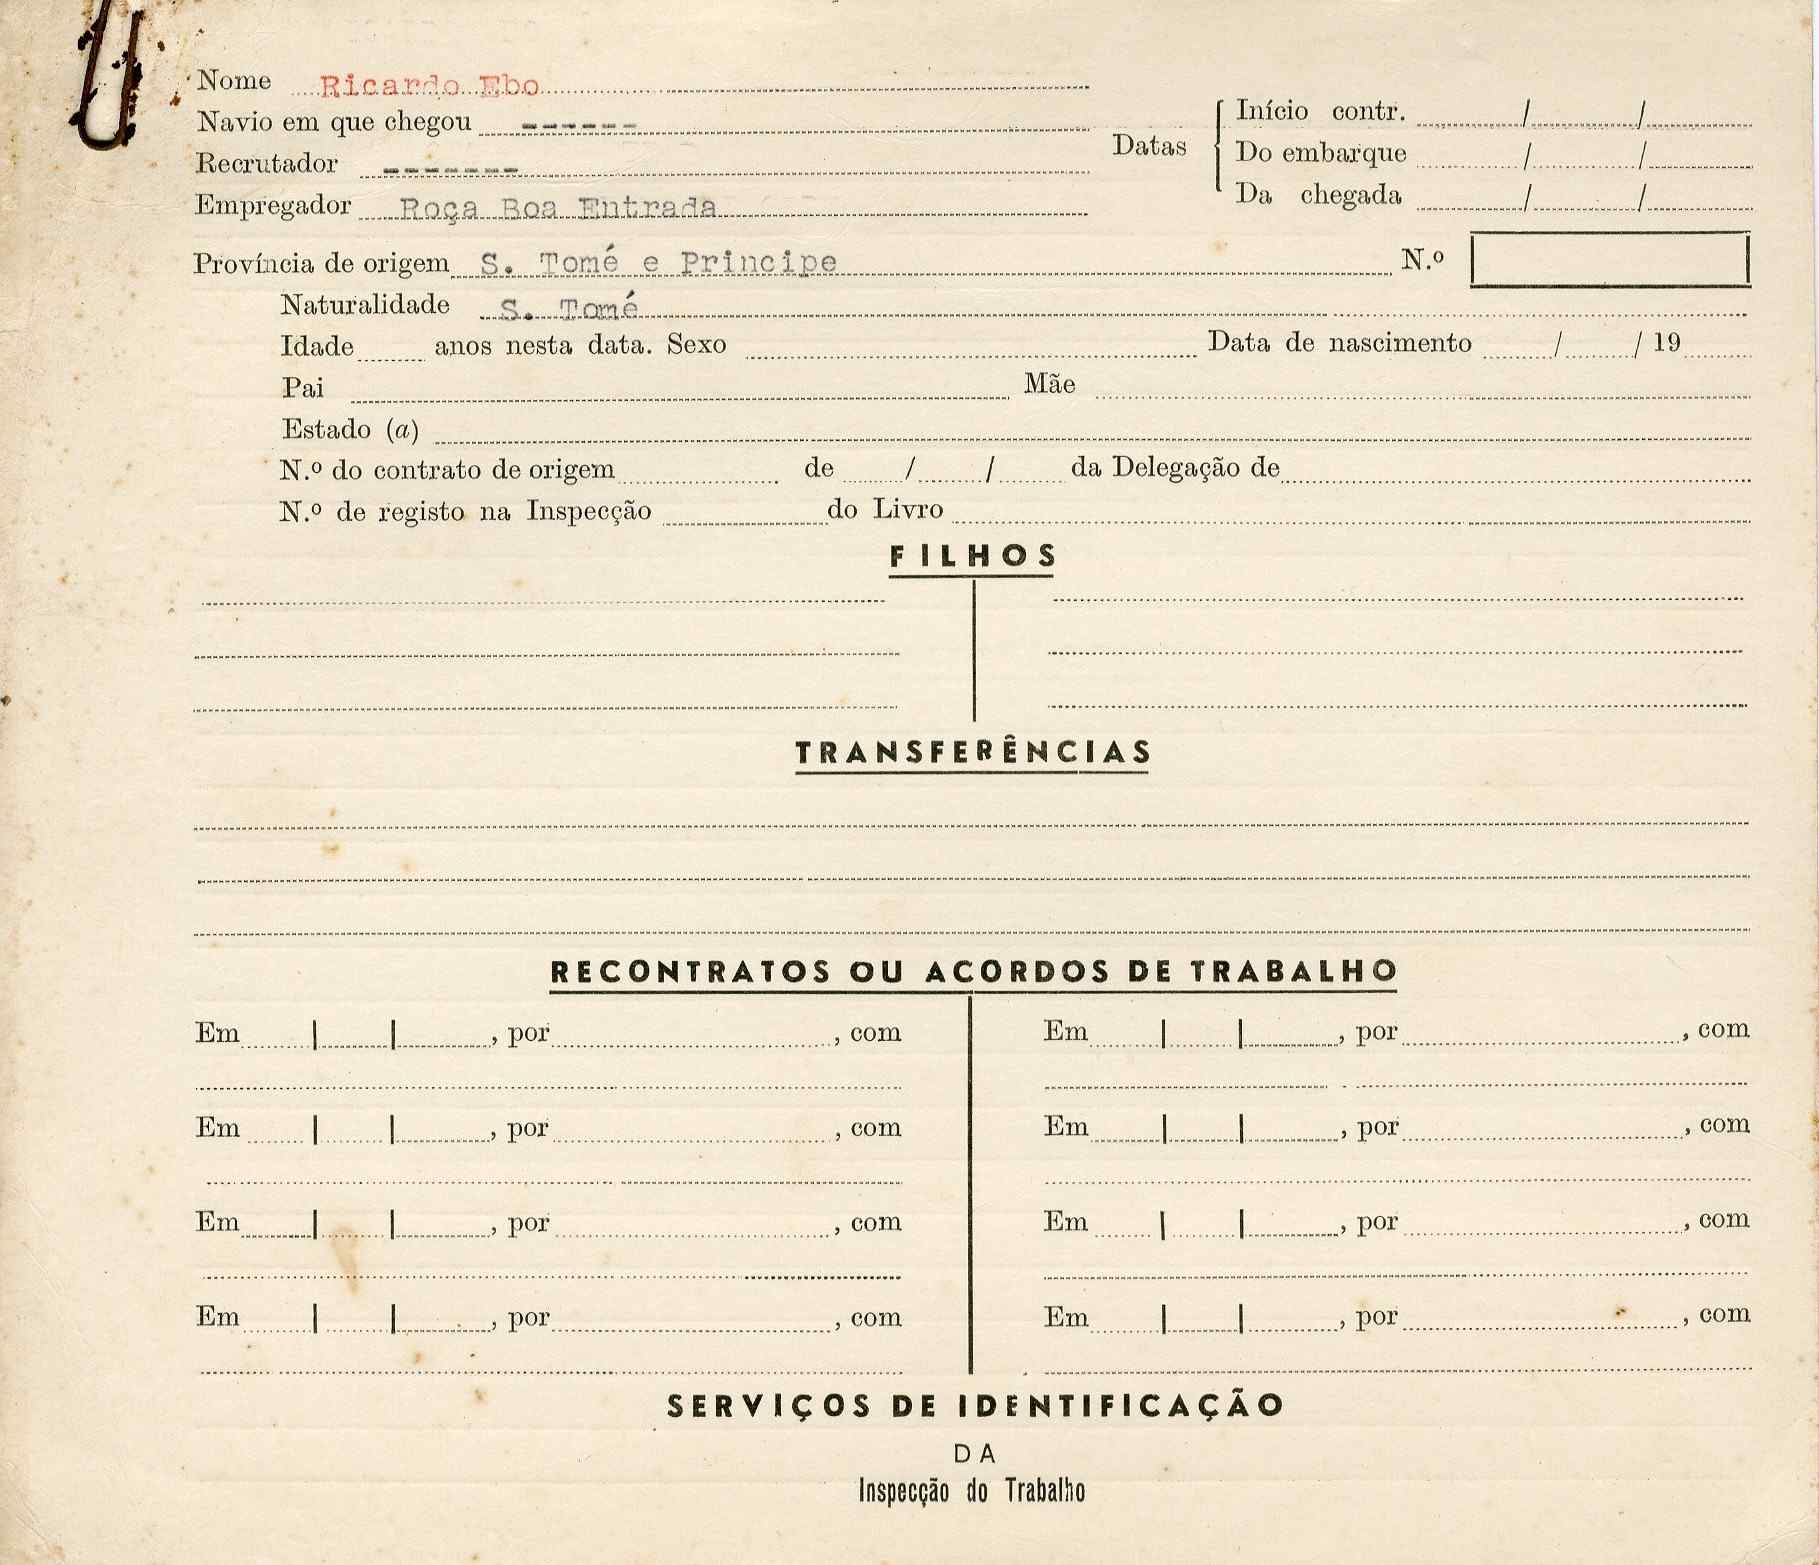 Nome Ricardo Ebo
Navio em que chegou ------
Recrutador -------
Empregador Roça Boa Entrada
Datas
Início contr. / /
Do embarque / /
Da chegada / /
Província de origem S. Tomé e Principe N.º
Naturalidade S. Tomé
Idade anos nesta data. Sexo Data de nascimento / / 19
Pai Mãe
Estado (a)
N.º do contrato de origem de / / da Delegação de
N.º de registo na Inspecção do Livro
FILHOS
TRANSFERÊNCIAS
RECONTRATOS OU ACORDOS DE TRABALHO
Em | | , por , com Em | | , por , com
Em | | , por , com Em | | , por , com
Em | | , por , com Em | | , por , com
Em | | , por , com Em | | , por , com
SERVIÇOS DE IDENTIFICAÇÃO
DA
Inspecção do Trabalho